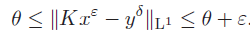 θ ≤ ‖Kx^ε − y^δ‖_{L^1} ≤ θ + ε.